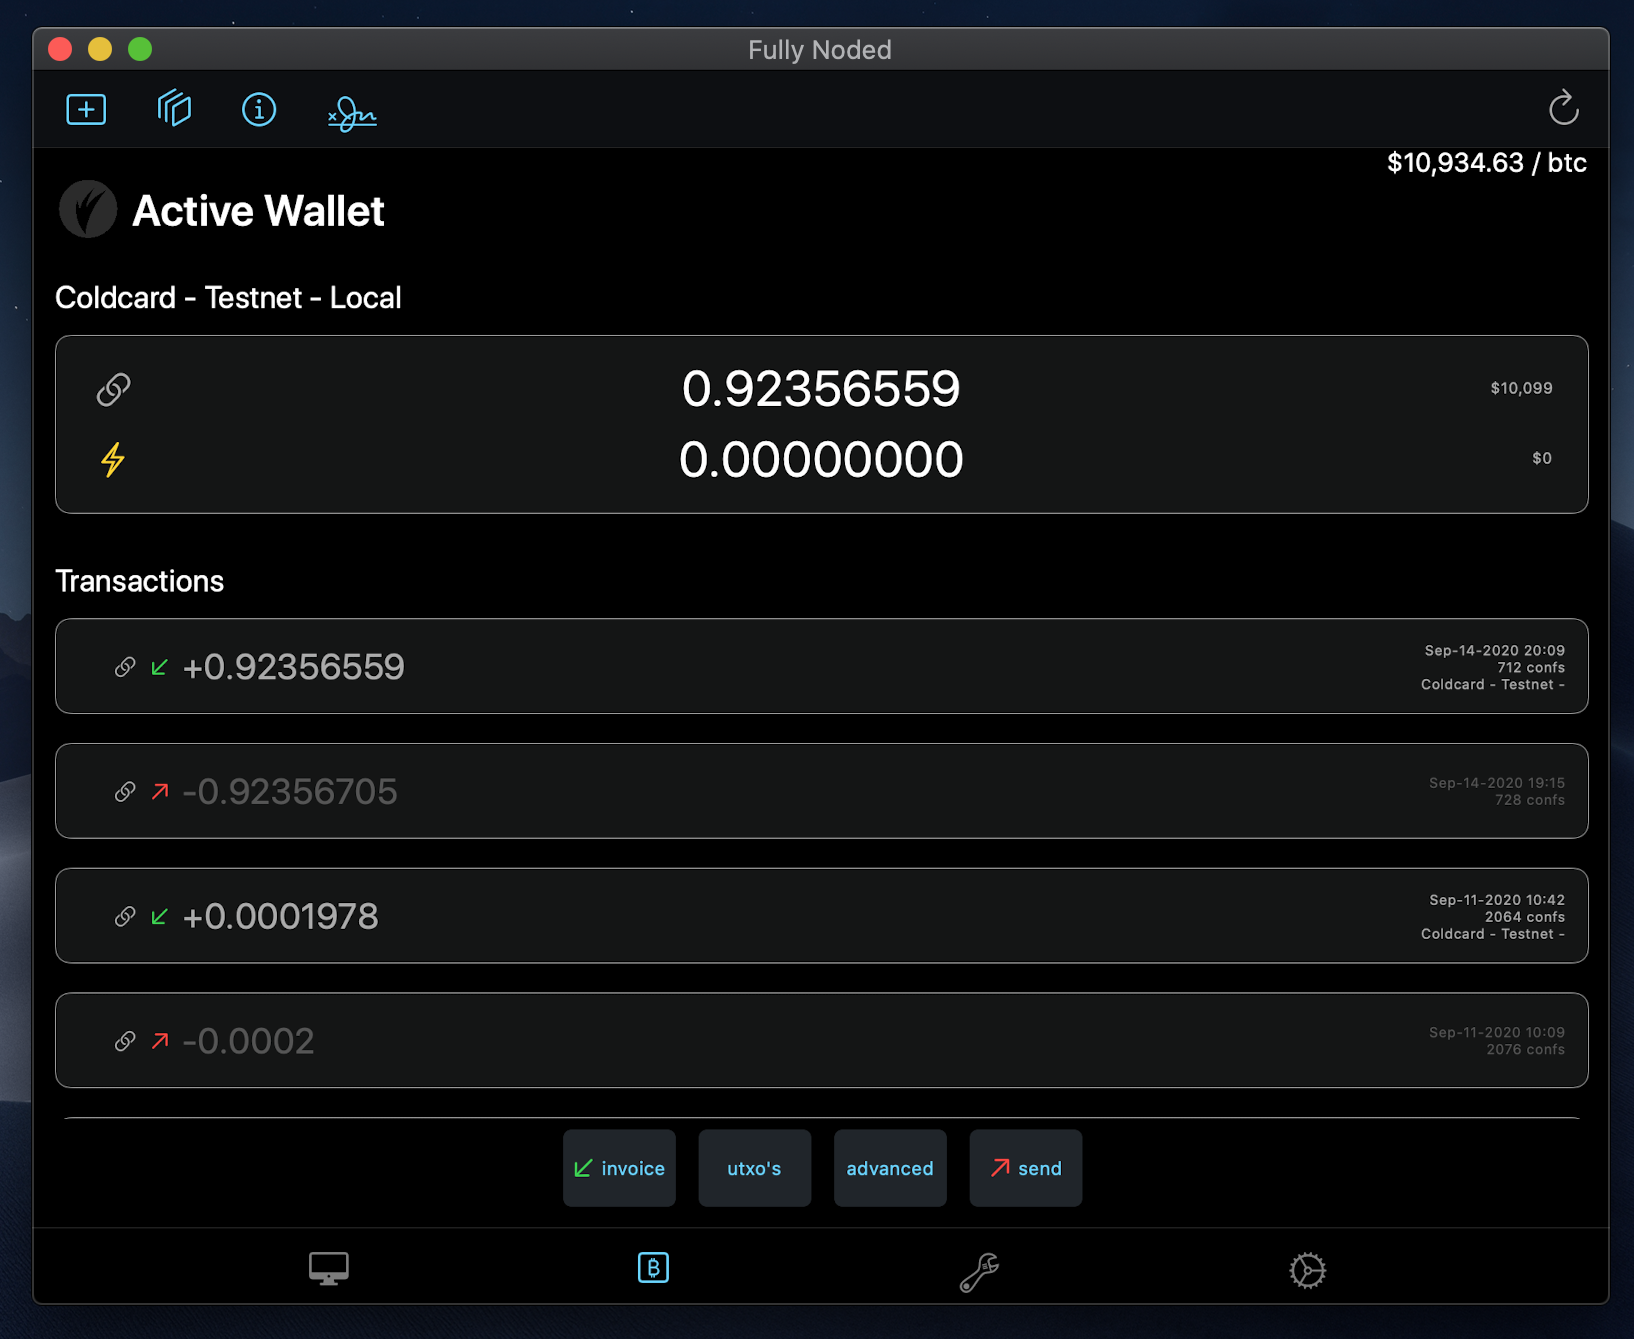 Fully Noded
$10,934.63 / btc
Active Wallet
Coldcard - Testnet - Local
0.92356559
$10,099
0.00000000
$0
Transactions
+0.92356559
Sep-14-2020 20:09
712 confs
Coldcard - Testnet -
-0.92356705
Sep-14-2020 19:15
728 confs
+0.0001978
Sep-11-2020 10:42
2064 confs
Coldcard - Testnet -
-0.0002
Sep-11-2020 10:09
2076 confs
invoice
utxo's
advanced
send